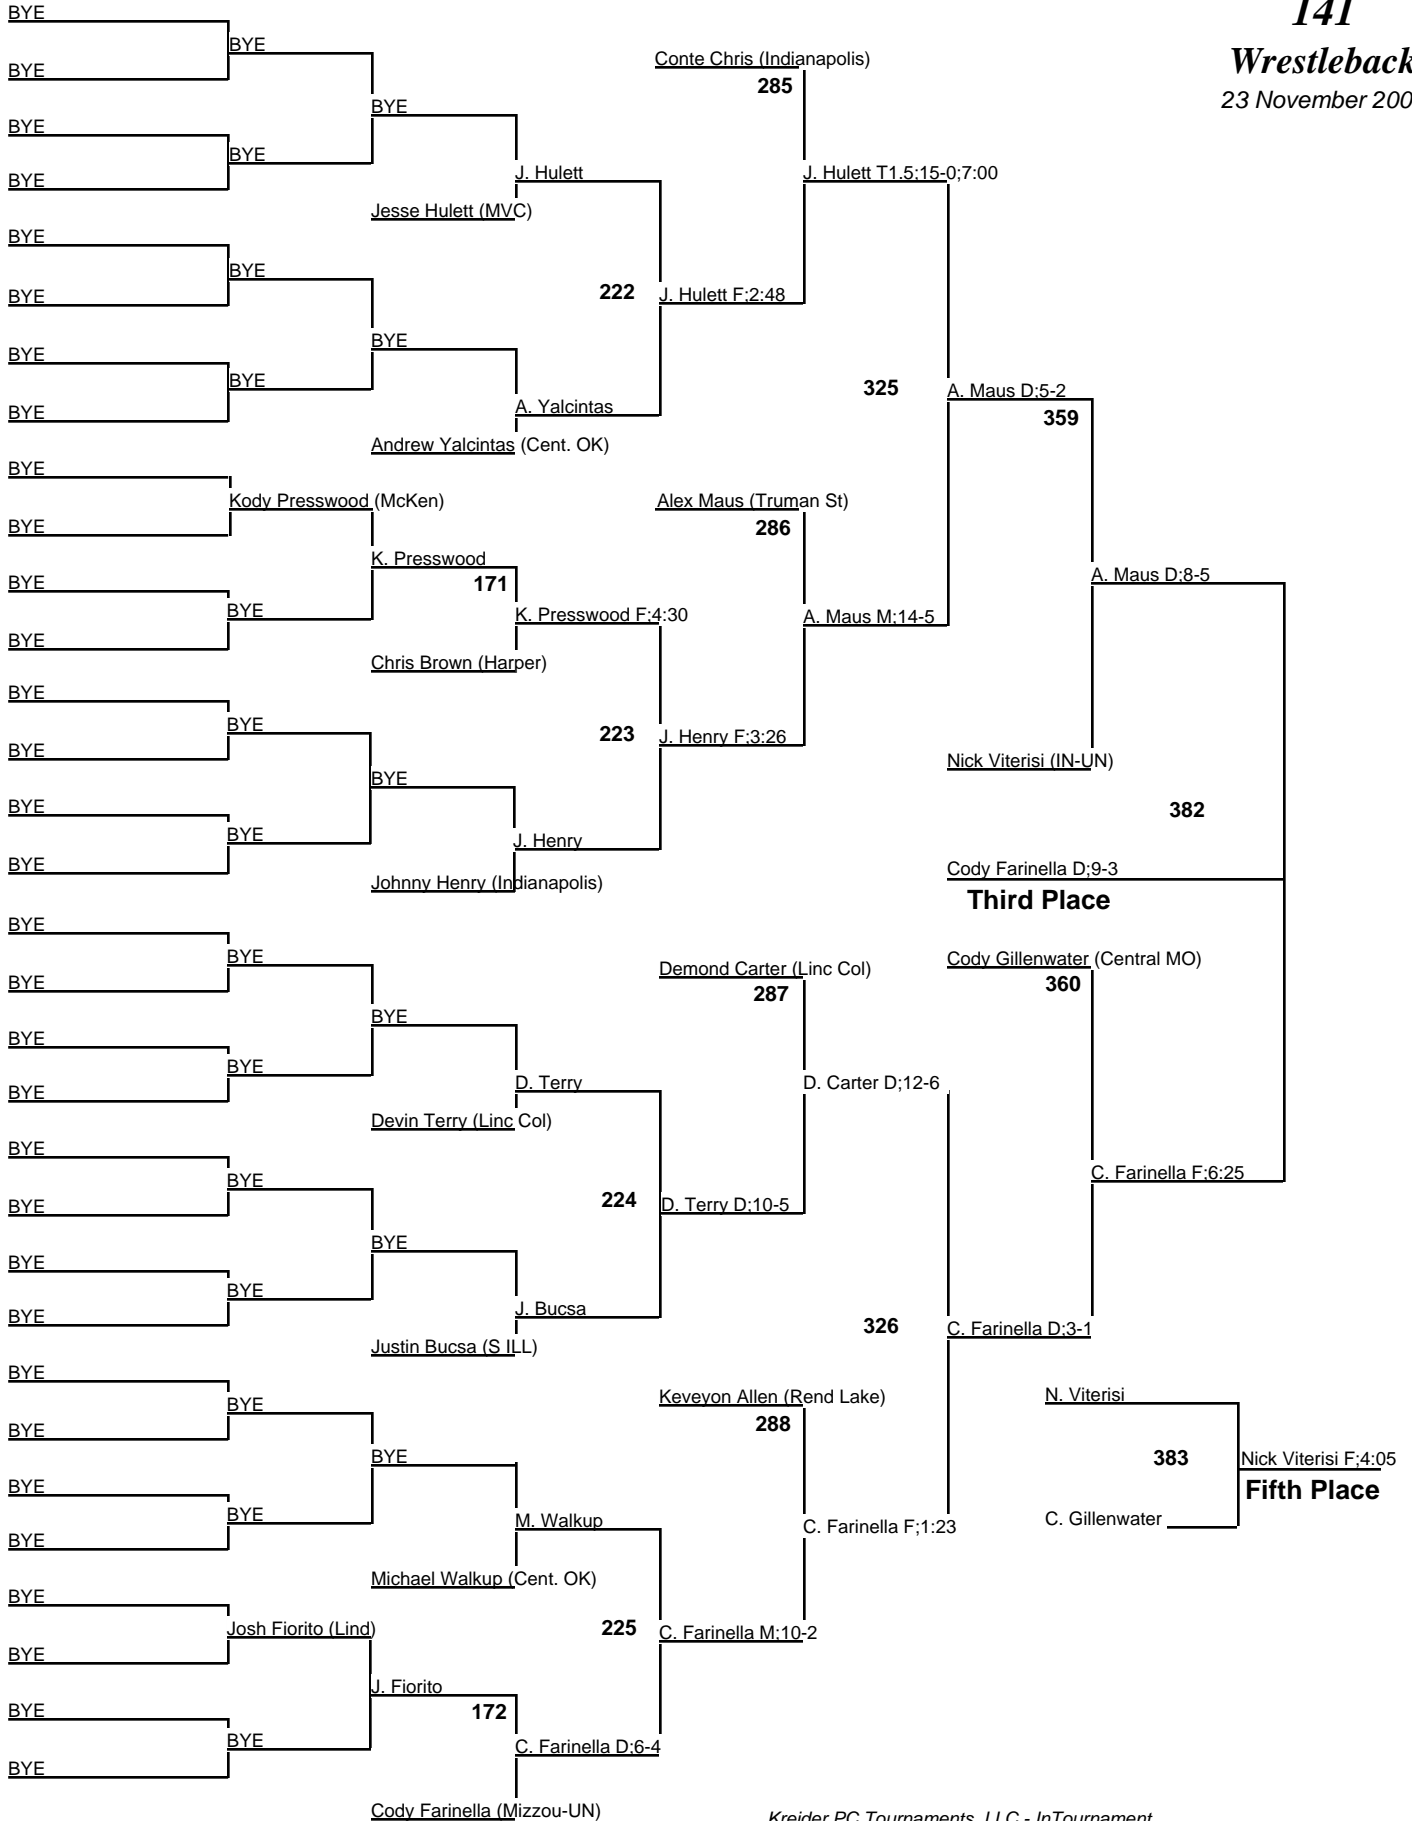 141
Wrestleback
23 November 200
BYE
BYE
BYE
BYE
BYE
BYE
BYE
J. Hulett
Jesse Hulett (MVC)
BYE
BYE
BYE
BYE
BYE
BYE
BYE
A. Yalcintas
Andrew Yalcintas (Cent. OK)
222
J. Hulett F;2:48
Conte Chris (Indianapolis)
285
J. Hulett T1.5;15-0;7:00
BYE
BYE
Kody Presswood (McKen)
BYE
BYE
BYE
K. Presswood
171
K. Presswood F;4:30
Chris Brown (Harper)
BYE
BYE
BYE
BYE
BYE
BYE
BYE
J. Henry
Johnny Henry (Indianapolis)
223
J. Henry F;3:26
Alex Maus (Truman St)
286
A. Maus M;14-5
325
A. Maus D;5-2
359
A. Maus D;8-5
Nick Viterisi (IN-UN)
382
Cody Farinella D;9-3
Third Place
BYE
BYE
BYE
BYE
BYE
BYE
BYE
D. Terry
Devin Terry (Linc Col)
BYE
BYE
BYE
BYE
BYE
BYE
BYE
J. Bucsa
Justin Bucsa (S ILL)
224
D. Terry D;10-5
Demond Carter (Linc Col)
287
D. Carter D;12-6
Cody Gillenwater (Central MO)
360
C. Farinella F;6:25
326
C. Farinella D;3-1
BYE
BYE
BYE
BYE
BYE
BYE
BYE
M. Walkup
Michael Walkup (Cent. OK)
BYE
BYE
Josh Fiorito (Lind)
BYE
BYE
BYE
J. Fiorito
172
C. Farinella D;6-4
Cody Farinella (Mizzou-UN)
225
C. Farinella M;10-2
Keveyon Allen (Rend Lake)
288
C. Farinella F;1:23
N. Viterisi
383
Nick Viterisi F;4:05
Fifth Place
C. Gillenwater
Kreider PC Tournaments, LLC - InTournament